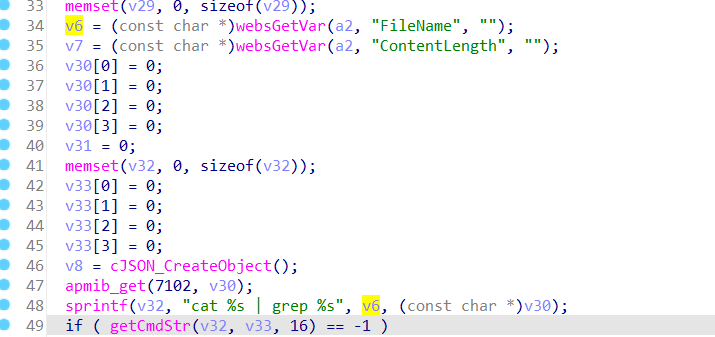 33 memset(v29, 0, sizeof(v29));
34 v6 = (const char *)websGetVar(a2, "FileName", "");
35 v7 = (const char *)websGetVar(a2, "ContentLength", "");
36 v30[0] = 0;
37 v30[1] = 0;
38 v30[2] = 0;
39 v30[3] = 0;
40 v31 = 0;
41 memset(v32, 0, sizeof(v32));
42 v33[0] = 0;
43 v33[1] = 0;
44 v33[2] = 0;
45 v33[3] = 0;
46 v8 = cJSON_CreateObject();
47 apmib_get(7102, v30);
48 sprintf(v32, "cat %s | grep %s", v6, (const char *)v30);
49 if ( getCmdStr(v32, v33, 16) == -1 )